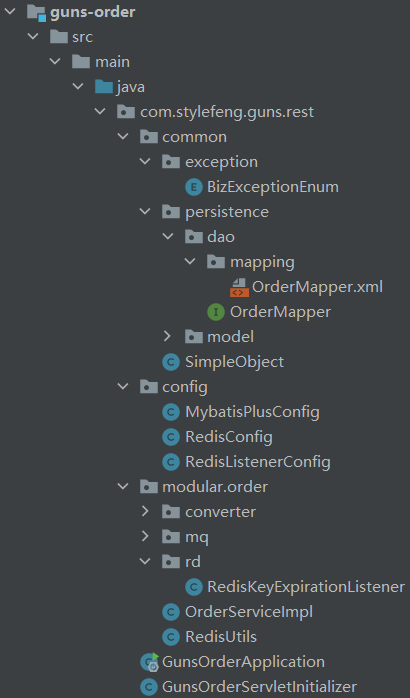 guns-order
src
main
java
com.stylefeng.guns.rest
common
exception
BizExceptionEnum
persistence
dao
mapping
OrderMapper.xml
OrderMapper
model
SimpleObject
config
MybatisPlusConfig
RedisConfig
RedisListenerConfig
modular.order
converter
mq
rd
RedisKeyExpirationListener
OrderServiceImpl
RedisUtils
GunsOrderApplication
GunsOrderServletInitializer